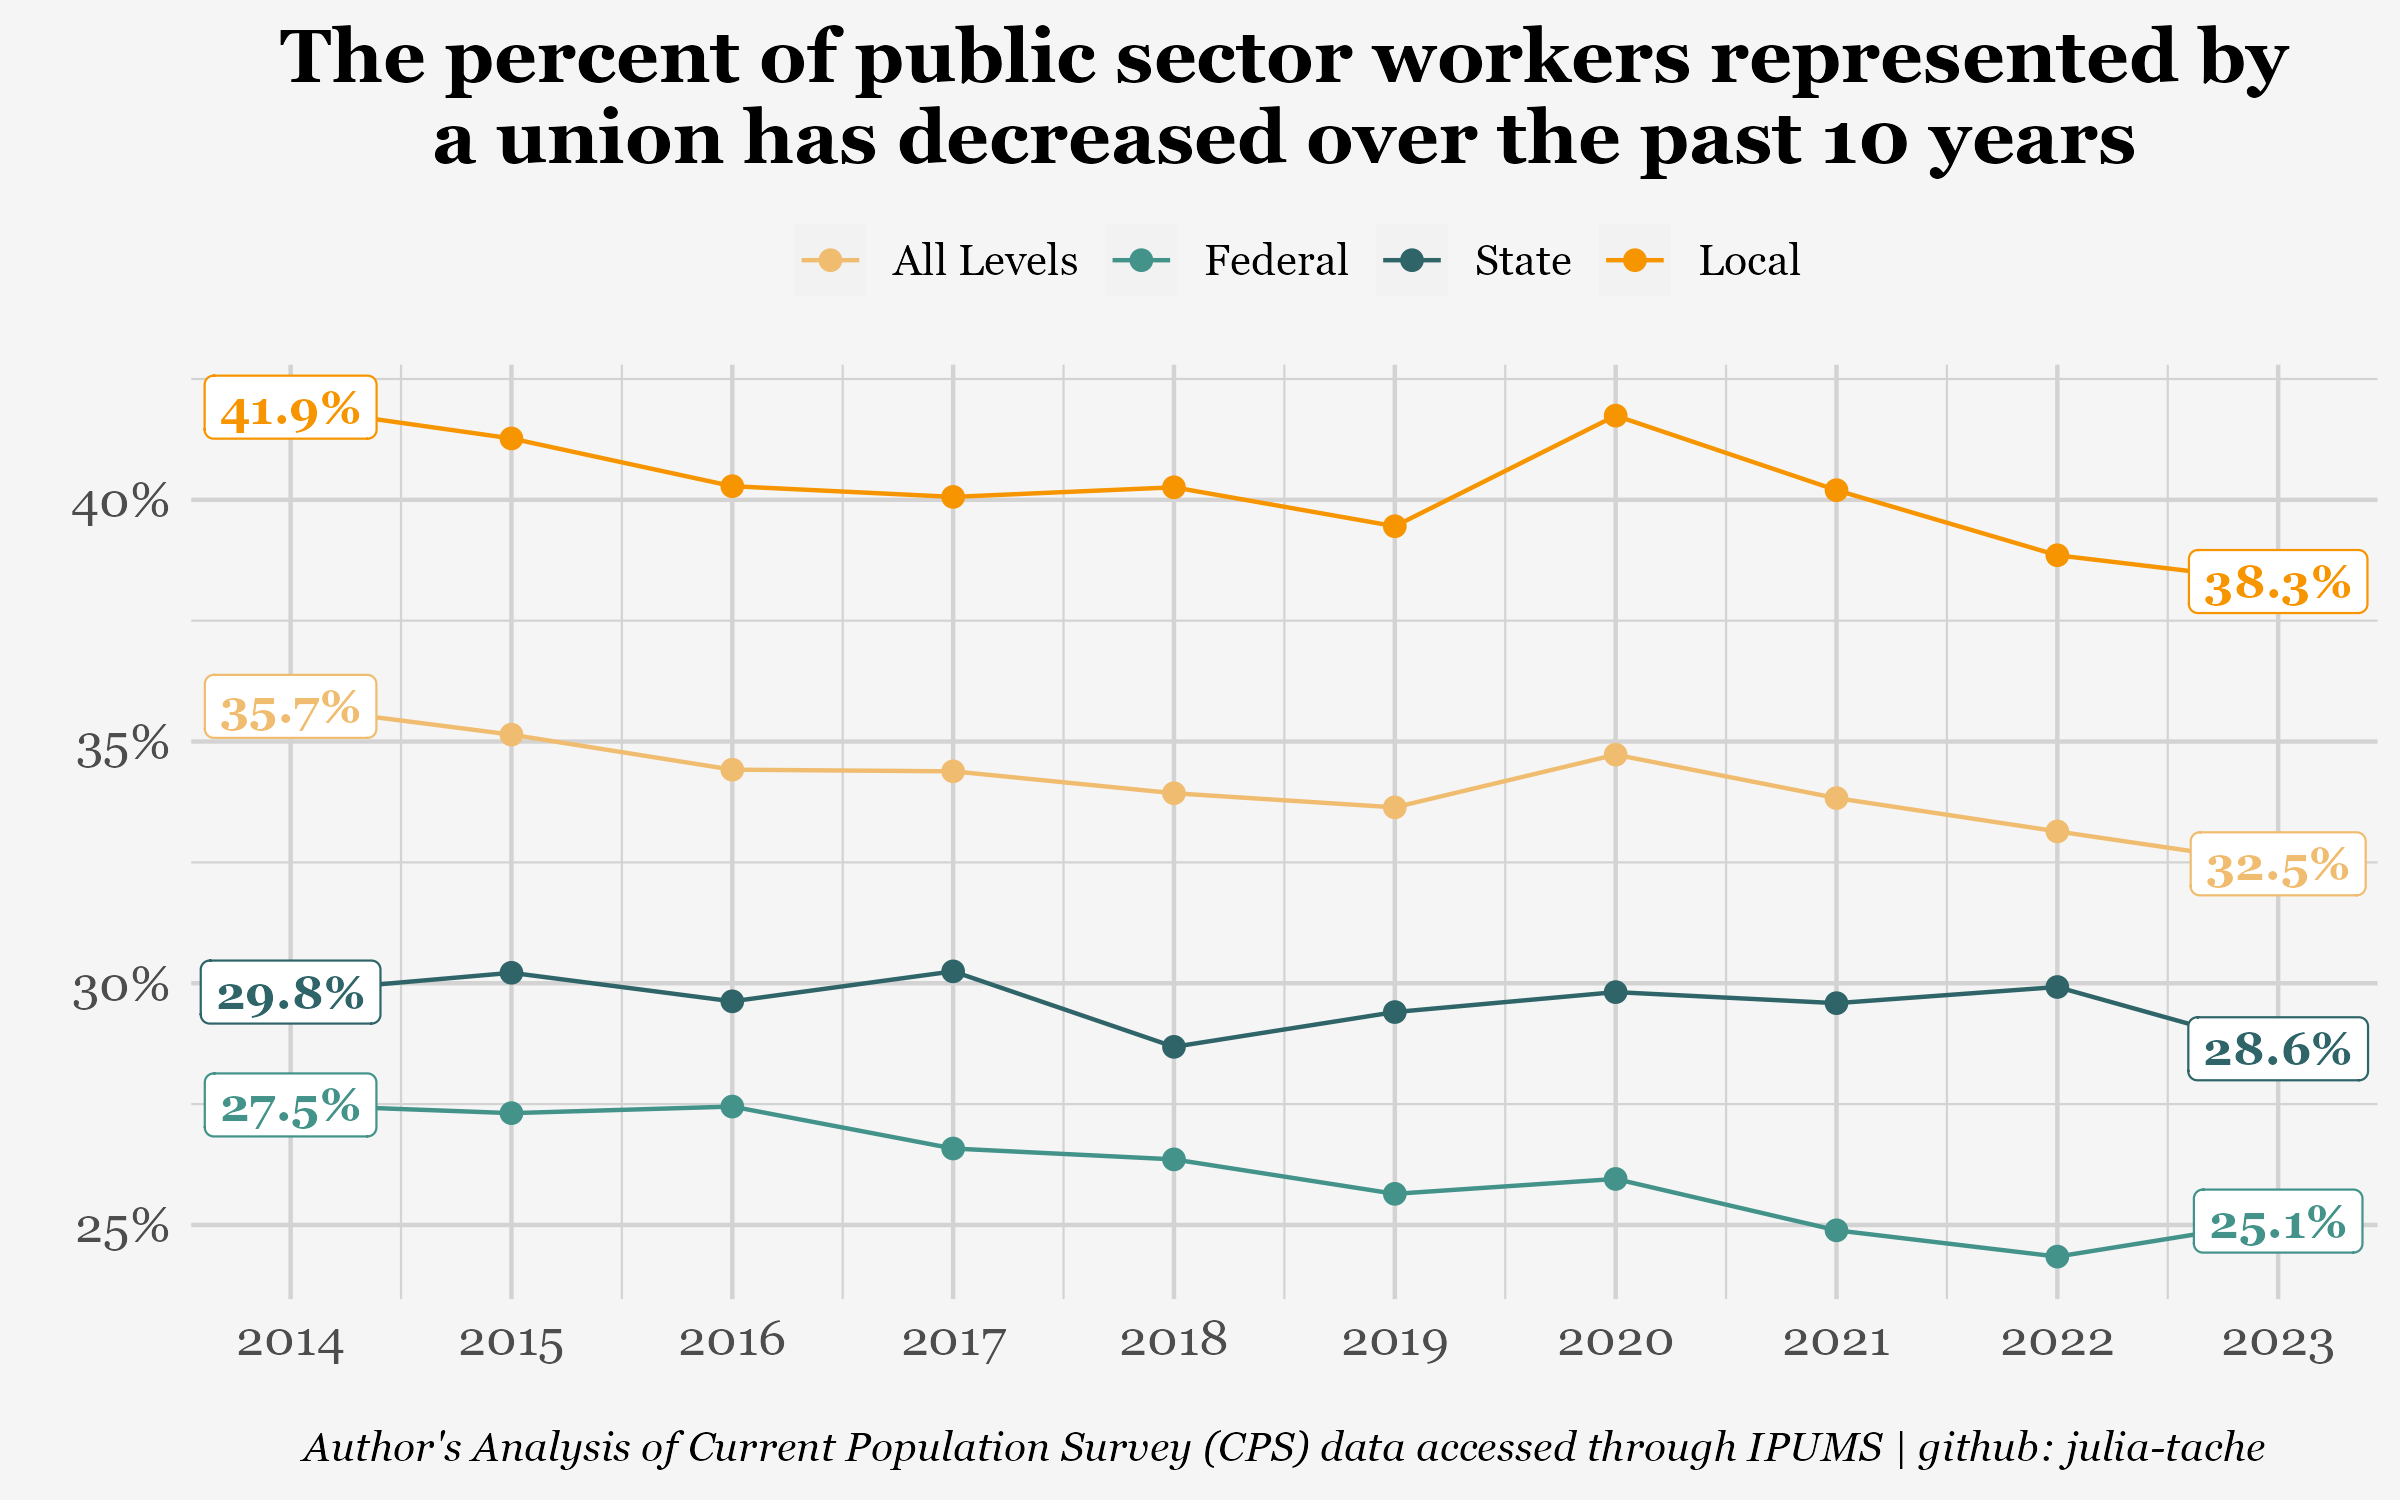 The percent of public sector workers represented by
a union has decreased over the past 10 years
All Levels Federal State Local
41.9%
40%
38.3%
35.7%
35%
32.5%
30%
29.8%
28.6%
27.5%
25%
25.1%
2014 2015 2016 2017 2018 2019 2020 2021 2022 2023
Author's Analysis of Current Population Survey (CPS) data accessed through IPUMS | github: julia-tache